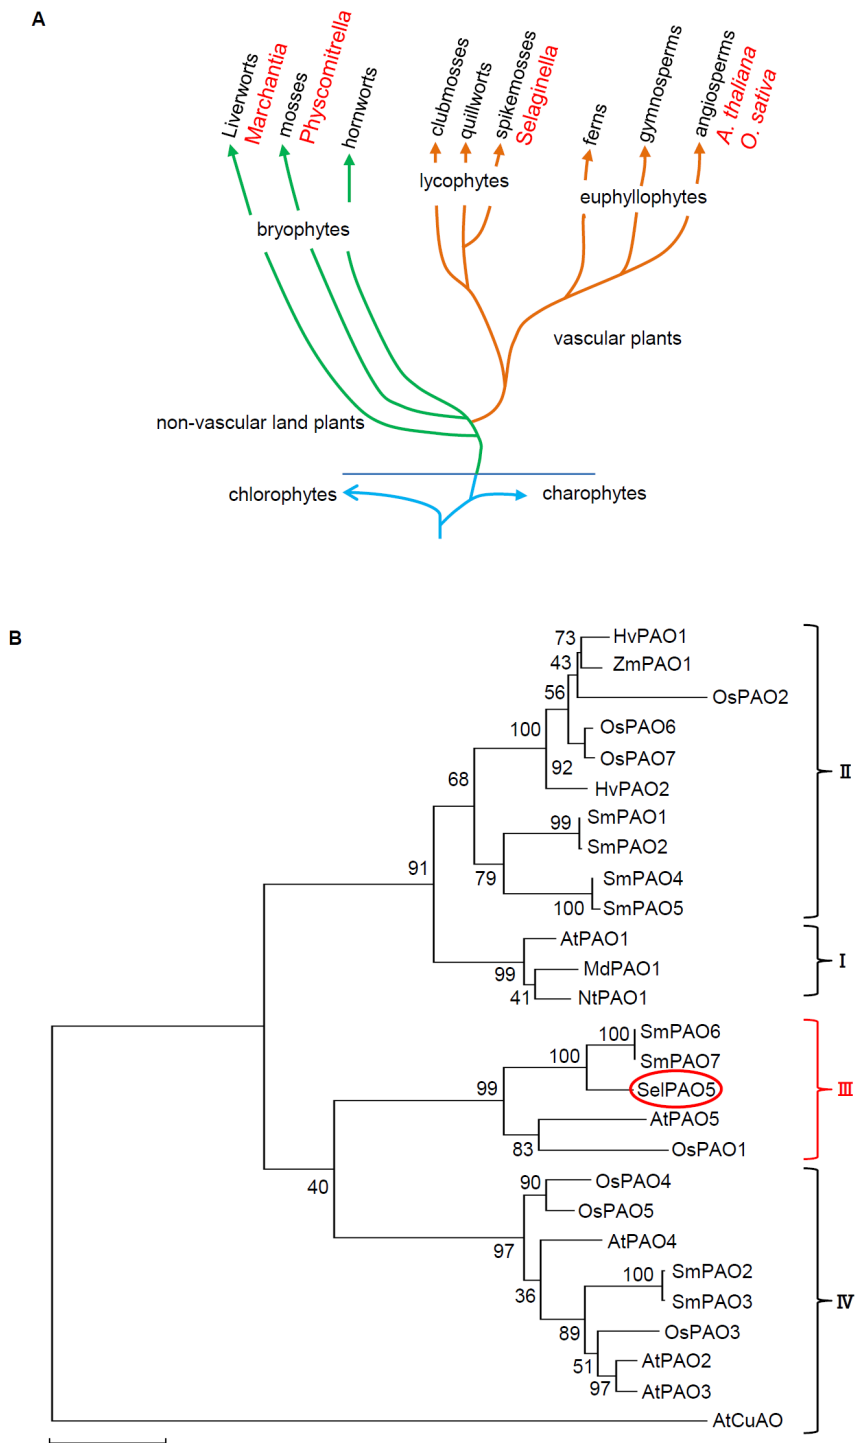 A
Liverworts
Marchantia
mosses
Physcomitrella
hornworts
clubmosses
quillworts
spikemosses
Selaginella
ferns
gymnosperms
angiosperms
A. thaliana
O. sativa
lycophytes
euphyllophytes
bryophytes
vascular plants
non-vascular land plants
chlorophytes
charophytes
B
73
HvPAO1
43
ZmPAO1
56
OsPAO2
100
OsPAO6
92
OsPAO7
HvPAO2
68
II
99
SmPAO1
SmPAO2
91
79
SmPAO4
100
SmPAO5
AtPAO1
99
MdPAO1
I
41
NtPAO1
100
SmPAO6
100
SmPAO7
99
SelPAO5
III
AtPAO5
83
OsPAO1
40
90
OsPAO4
OsPAO5
97
AtPAO4
100
SmPAO2
36
SmPAO3
IV
89
OsPAO3
51
AtPAO2
97
AtPAO3
AtCuAO